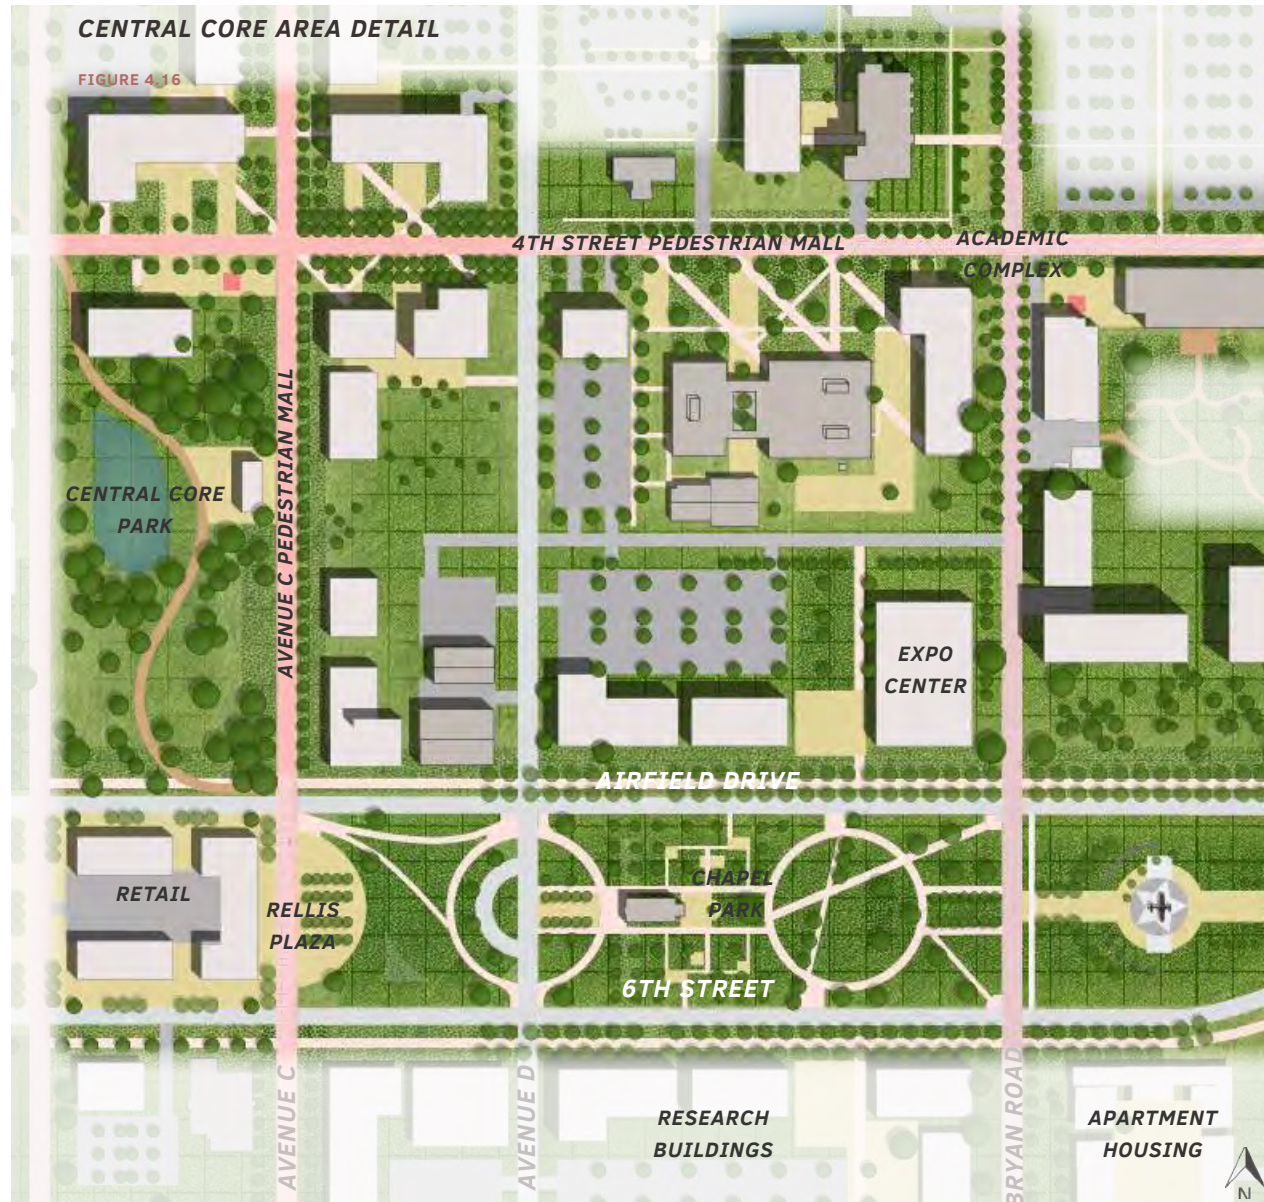 CENTRAL CORE AREA DETAIL
FIGURE 4.16
4TH STREET PEDESTRIAN MALL
ACADEMIC
COMPLEX
AVENUE C PEDESTRIAN MALL
CENTRAL CORE
PARK
EXPO
CENTER
AIRFIELD DRIVE
RETAIL
RELLIS
PLAZA
CHAPEL
PARK
6TH STREET
AVENUE C
AVENUE D
RESEARCH
BUILDINGS
BRYAN ROAD
APARTMENT
HOUSING
N